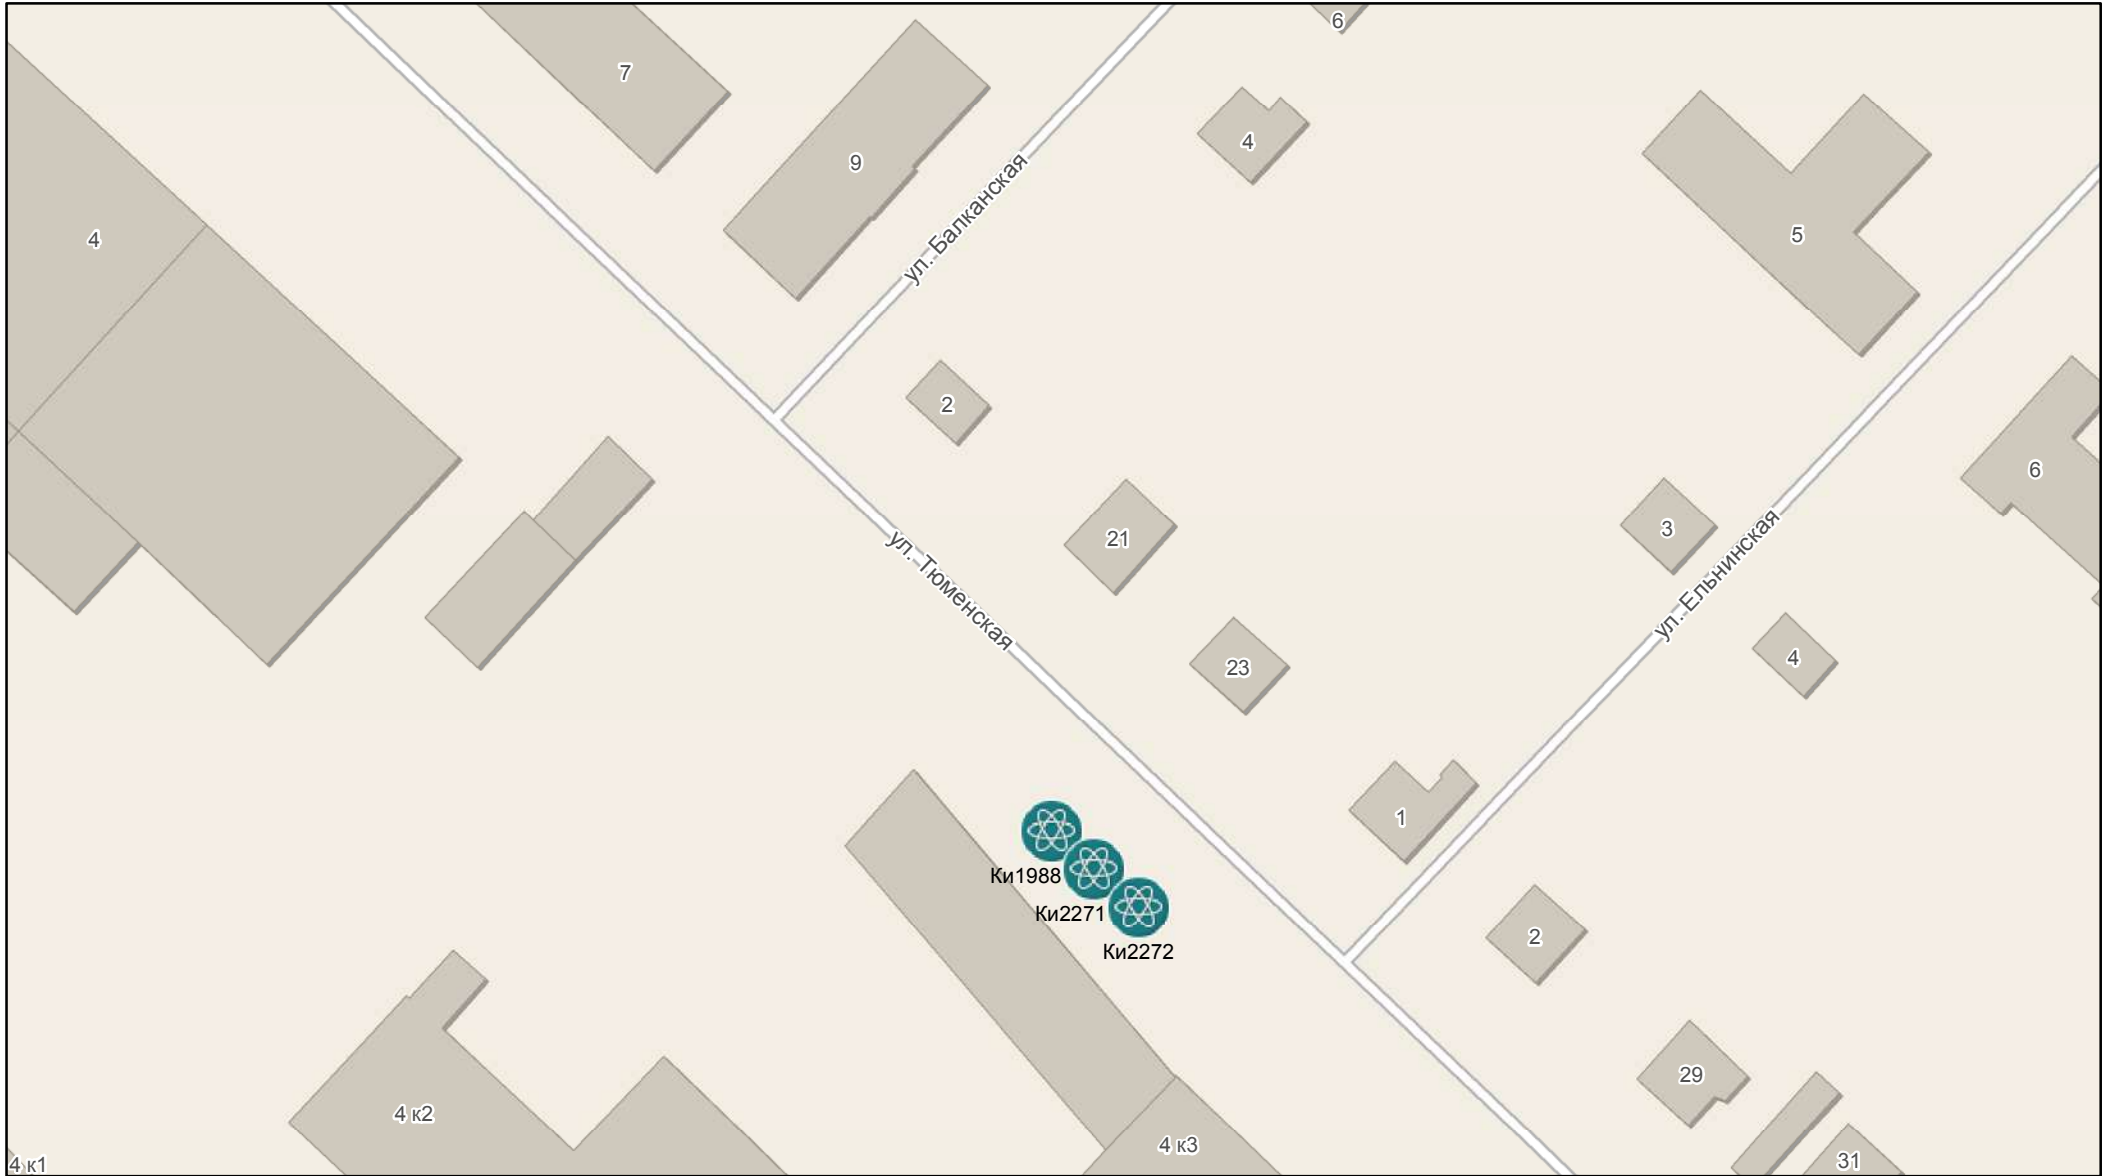 6
7
4
9
ул. Балканская
5
4
2
6
21
3
ул. Тюменская
ул. Ельнинская
4
23
1
Ки1988
Ки2271
2
Ки2272
29
4 к2
4 к3
31
4 к1